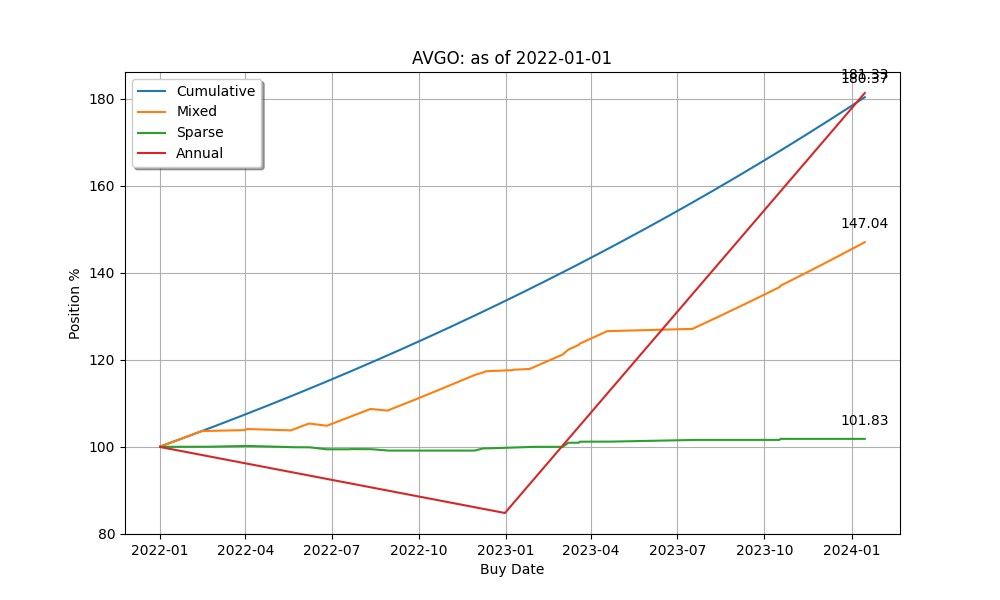 AVGO: as of 2022-01-01
Cumulative
Mixed
Sparse
Annual
181.33
180.37
147.04
101.83
180
160
140
120
100
80
Position %
2022-01 2022-04 2022-07 2022-10 2023-01 2023-04 2023-07 2023-10 2024-01
Buy Date